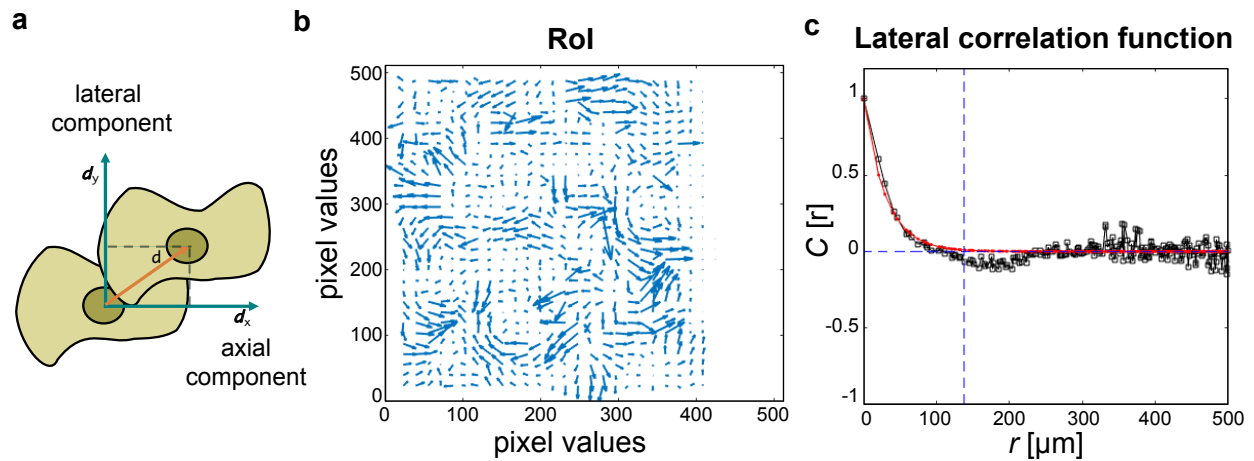 a
lateral
component
dy
d
dx
axial
component
b
RoI
pixel values
500
400
300
200
100
0
0
100
200
300
400
500
pixel values
c
Lateral correlation function
C [r]
1
0.5
0
-0.5
-1
0
100
200
300
400
500
r [µm]